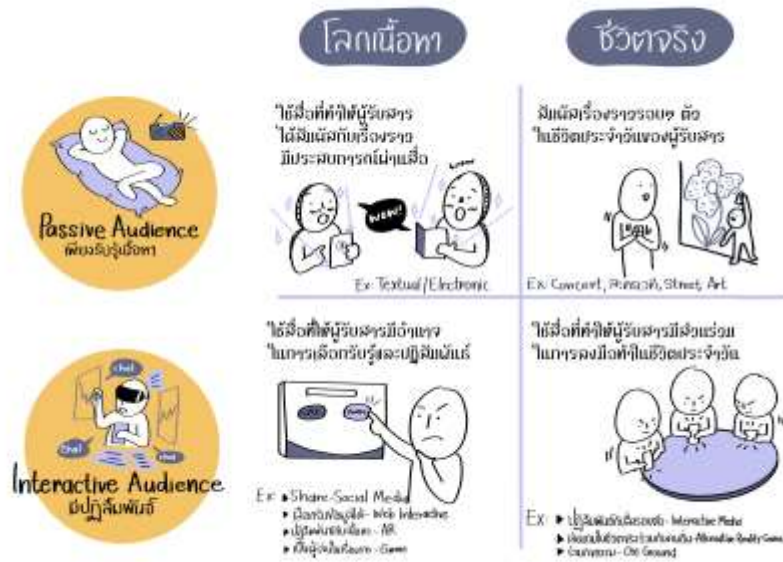 โลกเนื้อหา
ชีวิตจริง
Passive Audience
เพียงรับรู้เนื้อหา
ใช้สื่อที่ทำให้ผู้รับสาร
ได้สัมผัสกับเรื่องราว
มีประสบการณ์ผ่านสื่อ
WOW!
Ex: Textual/Electronic
สัมผัสเรื่องราวรอบๆ ตัว
ในชีวิตประจำวันของผู้รับสาร
Ex: Concert, Street, Art
Interactive Audience
มีปฏิสัมพันธ์
chat
chat
chat
ใช้สื่อที่ให้ผู้รับสารมีอำนาจ
ในการเลือกรับรู้และปฏิสัมพันธ์
Ex: ▸ Share-Social Media
▸ Web Interactive
▸ AR
▸ Game
ใช้สื่อที่ทำให้ผู้รับสารมีส่วนร่วม
ในการลงมือทำในชีวิตประจำวัน
Ex: ▸ Interactive Media
▸ Alternative Reality Game
▸ On Ground